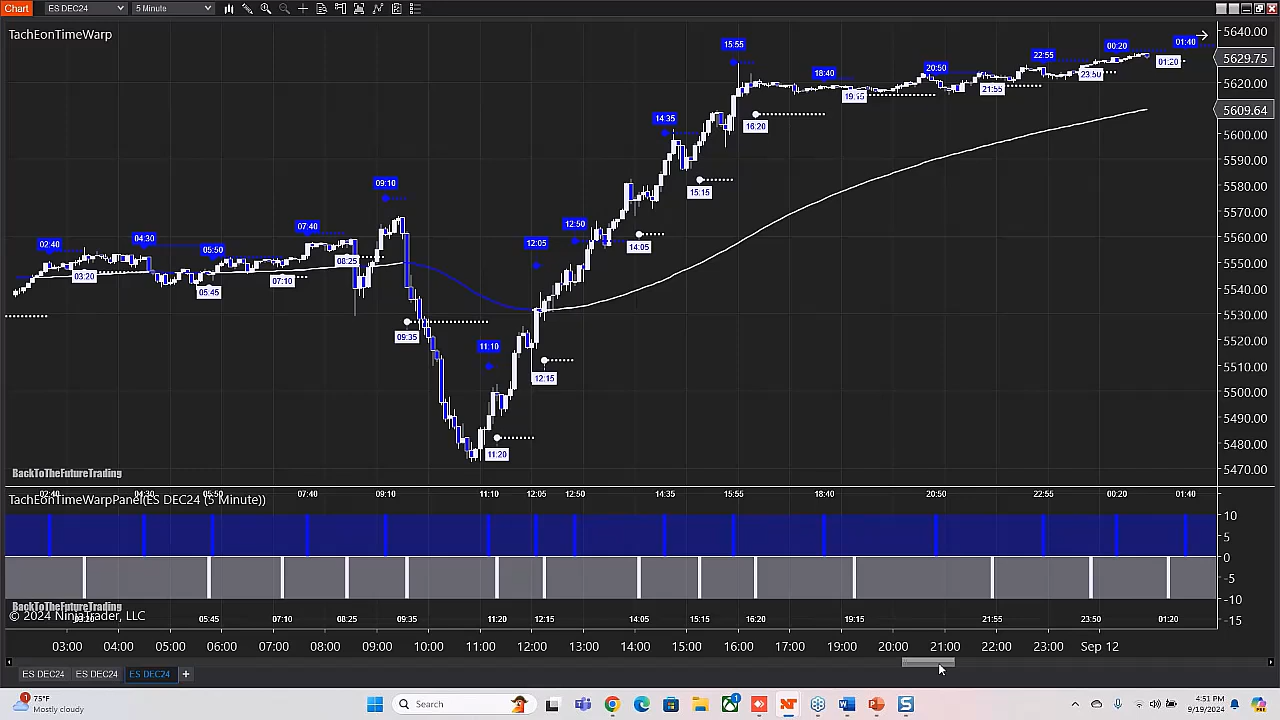 Chart ES DEC24 5 Minute
TachEonTimeWarp
5640.00
5629.75
5620.00
5609.64
5600.00
5590.00
5580.00
5570.00
5560.00
5550.00
5540.00
5530.00
5520.00
5510.00
5500.00
5490.00
5480.00
5470.00
02:40 04:30 05:50 07:40 09:10 11:10 12:05 12:50 14:35 15:55 18:40 20:50 22:55 00:20 01:40
03:20 05:45 07:10 08:25 09:35 11:20 12:15 14:05 15:15 16:20 19:15 21:55 23:50 01:20
BackToTheFutureTrading
02:40 04:30 05:50 07:40 09:10 11:10 12:05 12:50 14:35 15:55 18:40 20:50 22:55 00:20 01:40
TachEonTimeWarpPanel(ES DEC24 (5 Minute))
10
5
0
-5
-10
-15
BackToTheFutureTrading
© 2024 NinjaTrader, LLC
03:20 05:45 07:10 08:25 09:35 11:20 12:15 14:05 15:15 16:20 19:15 21:55 23:50 01:20
03:00 04:00 05:00 06:00 07:00 08:00 09:00 10:00 11:00 12:00 13:00 14:00 15:00 16:00 17:00 18:00 19:00 20:00 21:00 22:00 23:00 Sep 12
ES DEC24 ES DEC24 ES DEC24 +
1
75°F
Mostly cloudy
Search
1
4:51 PM
9/19/2024